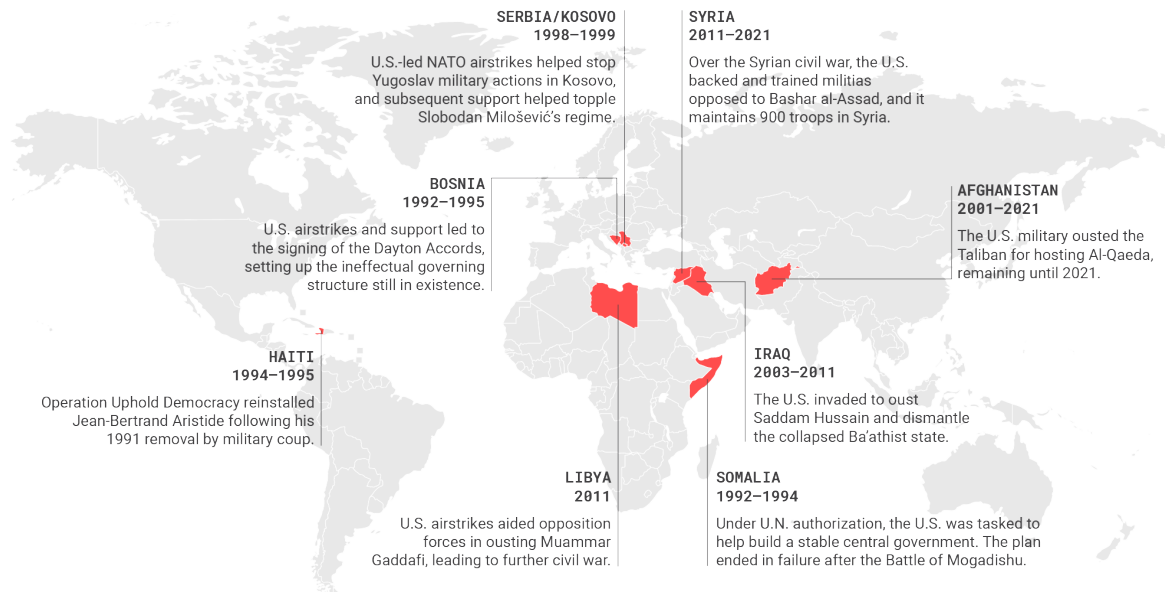 SERBIA/KOSOVO
1998–1999
U.S.-led NATO airstrikes helped stop
Yugoslav military actions in Kosovo,
and subsequent support helped topple
Slobodan Milošević’s regime.
SYRIA
2011–2021
Over the Syrian civil war, the U.S.
backed and trained militias
opposed to Bashar al-Assad, and it
maintains 900 troops in Syria.
BOSNIA
1992–1995
U.S. airstrikes and support led to
the signing of the Dayton Accords,
setting up the ineffectual governing
structure still in existence.
AFGHANISTAN
2001–2021
The U.S. military ousted the
Taliban for hosting Al-Qaeda,
remaining until 2021.
HAITI
1994–1995
Operation Uphold Democracy reinstalled
Jean-Bertrand Aristide following his
1991 removal by military coup.
IRAQ
2003–2011
The U.S. invaded to oust
Saddam Hussain and dismantle
the collapsed Ba’athist state.
LIBYA
2011
U.S. airstrikes aided opposition
forces in ousting Muammar
Gaddafi, leading to further civil war.
SOMALIA
1992–1994
Under U.N. authorization, the U.S. was tasked to
help build a stable central government. The plan
ended in failure after the Battle of Mogadishu.